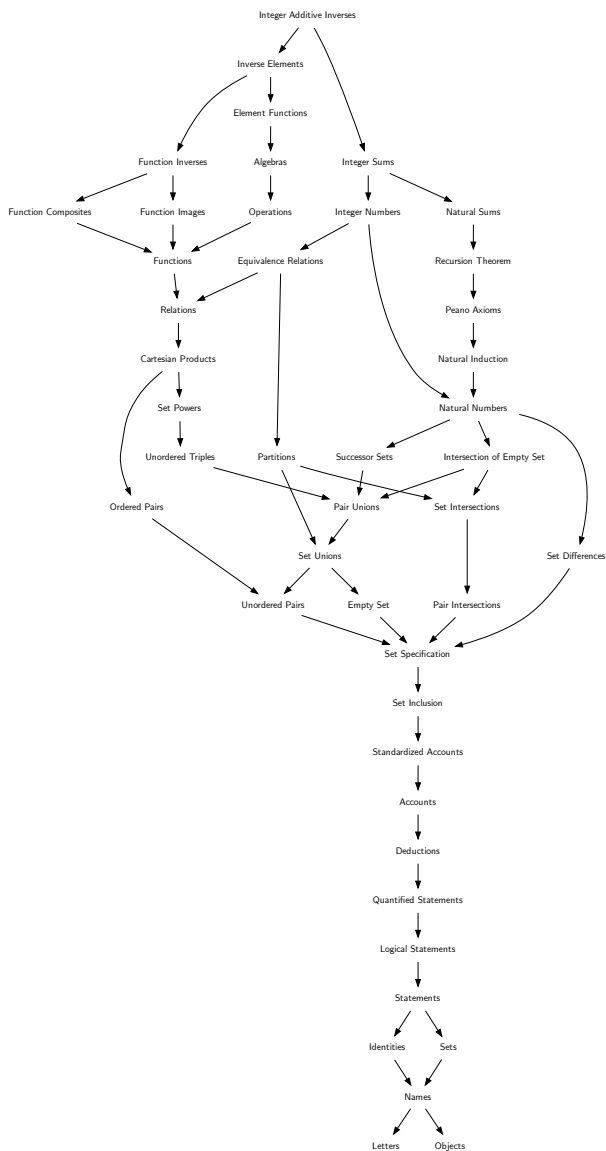 Integer Additive Inverses
Inverse Elements
Element Functions
Function Inverses Algebras Integer Sums
Function Composites Function Images Operations Integer Numbers Natural Sums
Functions Equivalence Relations Recursion Theorem
Relations Peano Axioms
Cartesian Products Natural Induction
Set Powers Natural Numbers
Unordered Triples Partitions Successor Sets Intersection of Empty Set
Ordered Pairs Pair Unions Set Intersections
Set Unions Set Differences
Unordered Pairs Empty Set Pair Intersections
Set Specification
Set Inclusion
Standardized Accounts
Accounts
Deductions
Quantified Statements
Logical Statements
Statements
Identities Sets
Names
Letters Objects